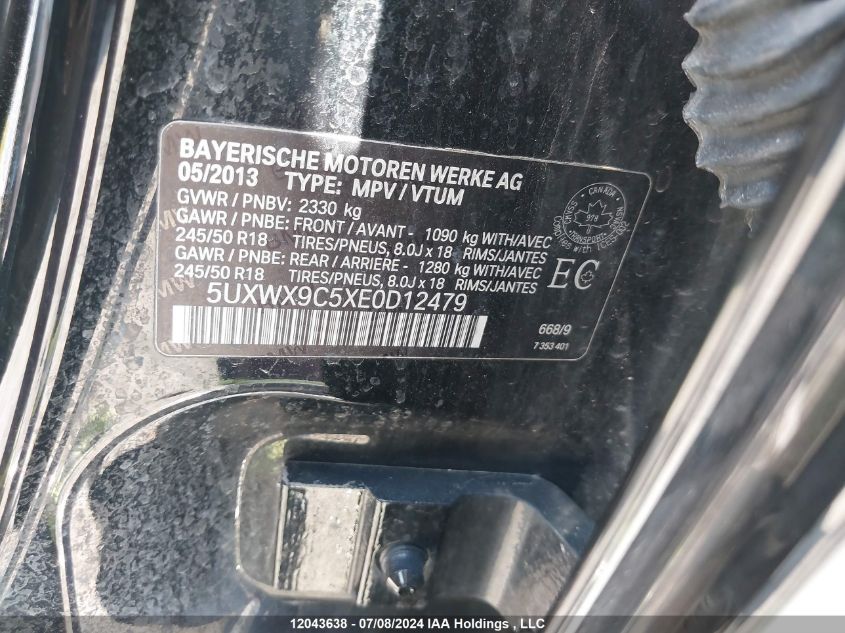 BAYERISCHE MOTOREN WERKE AG
05/2013 TYPE: MPV / VTUM
GVWR / PNBV: 2330 kg
GAWR / PNBE: FRONT / AVANT - 1090 kg WITH/AVEC
245/50 R18 TIRES/PNEUS, 8.0J x 18 RIMS/JANTES
GAWR / PNBE: REAR / ARRIERE - 1280 kg WITH/AVEC
245/50 R18 TIRES/PNEUS, 8.0J x 18 RIMS/JANTES
5UXWX9C5XE0D12479
CANADA
TRANSPORT
EC
668/9
7 353 401
12043638 - 07/08/2024 IAA Holdings , LLC